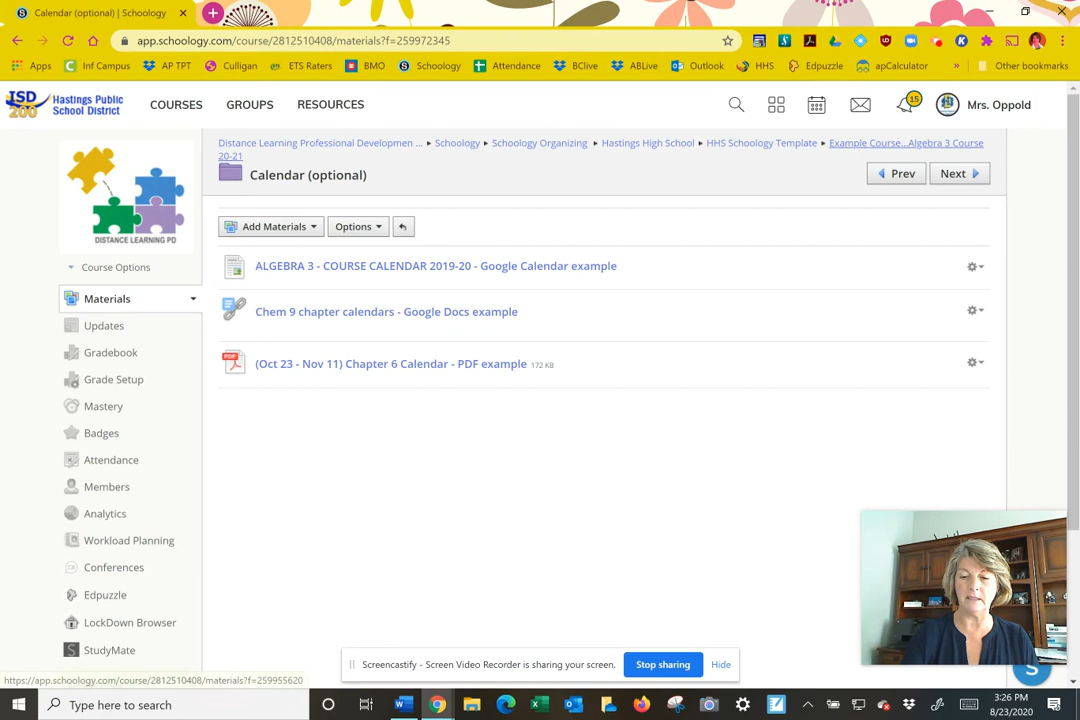 Calendar (optional) | Schoology
app.schoology.com/course/2812510408/materials?f=259972345
Apps Inf Campus AP TPT Culligan ETS Raters BMO Schoology Attendance BClive ABLive Outlook HHS Edpuzzle apCalculator » Other bookmarks
ISD 200 Hastings Public School District
COURSES GROUPS RESOURCES 15 Mrs. Oppold
Distance Learning Professional Developmen ... Schoology Schoology Organizing Hastings High School HHS Schoology Template Example Course...Algebra 3 Course
20-21
Calendar (optional) Prev Next
DISTANCE LEARNING PD
Add Materials Options
Course Options
ALGEBRA 3 - COURSE CALENDAR 2019-20 - Google Calendar example
Materials
Chem 9 chapter calendars - Google Docs example
Updates
Gradebook
PDF (Oct 23 - Nov 11) Chapter 6 Calendar - PDF example 172 KB
Grade Setup
Mastery
Badges
Attendance
Members
Analytics
Workload Planning
Conferences
Edpuzzle
LockDown Browser
StudyMate
Screencastify - Screen Video Recorder is sharing your screen. Stop sharing Hide
https://app.schoology.com/course/2812510408/materials?f=259955620
Type here to search
3:26 PM
8/23/2020